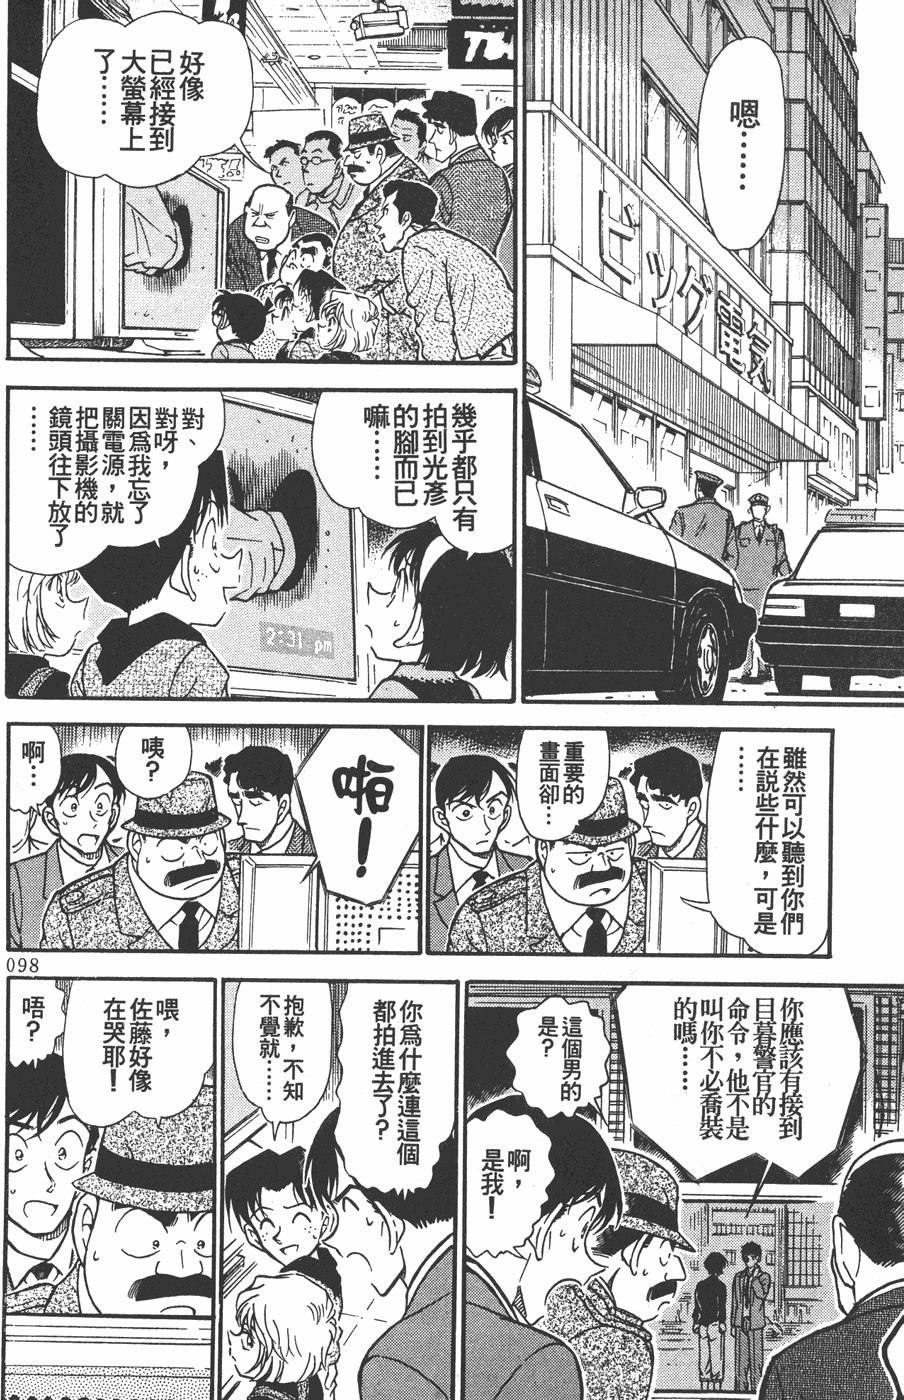 嗯……
ビッグ電気
好像
已經接到
大螢幕上
了……
幾乎都只有
拍到光彥
的腳而已
嘛……
對、
對呀，
因為我忘了
關電源，就
把攝影機的
鏡頭往下放了
……
2:31 pm
雖然可以聽到你們
在説些什麼，可是
……
重要的
畫面卻…
啪！
咦？
啊…
你應該有接到
目暮警官的
命令，他不是
叫你不必喬裝
的嗎……
這個男的
是？
啊，
是我！
你為什麼連這個
都拍進去了？
抱歉，不知
不覺就……
喂，
佐藤好像
在哭耶！
唔？
098